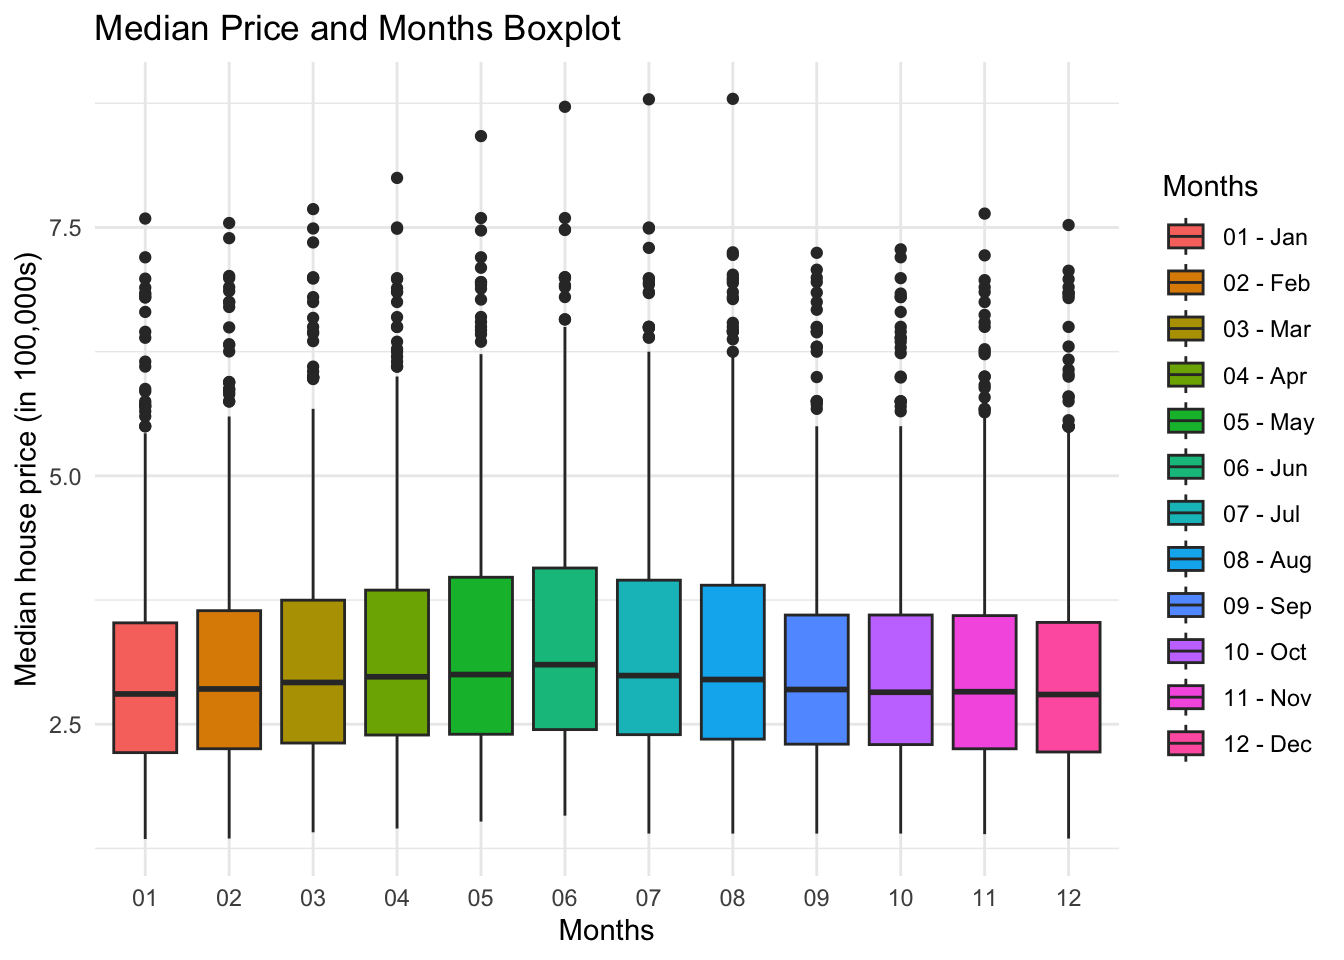 Median Price and Months Boxplot
Median house price (in 100,000s)
7.5
5.0
2.5
01 02 03 04 05 06 07 08 09 10 11 12
Months
Months
01 - Jan
02 - Feb
03 - Mar
04 - Apr
05 - May
06 - Jun
07 - Jul
08 - Aug
09 - Sep
10 - Oct
11 - Nov
12 - Dec